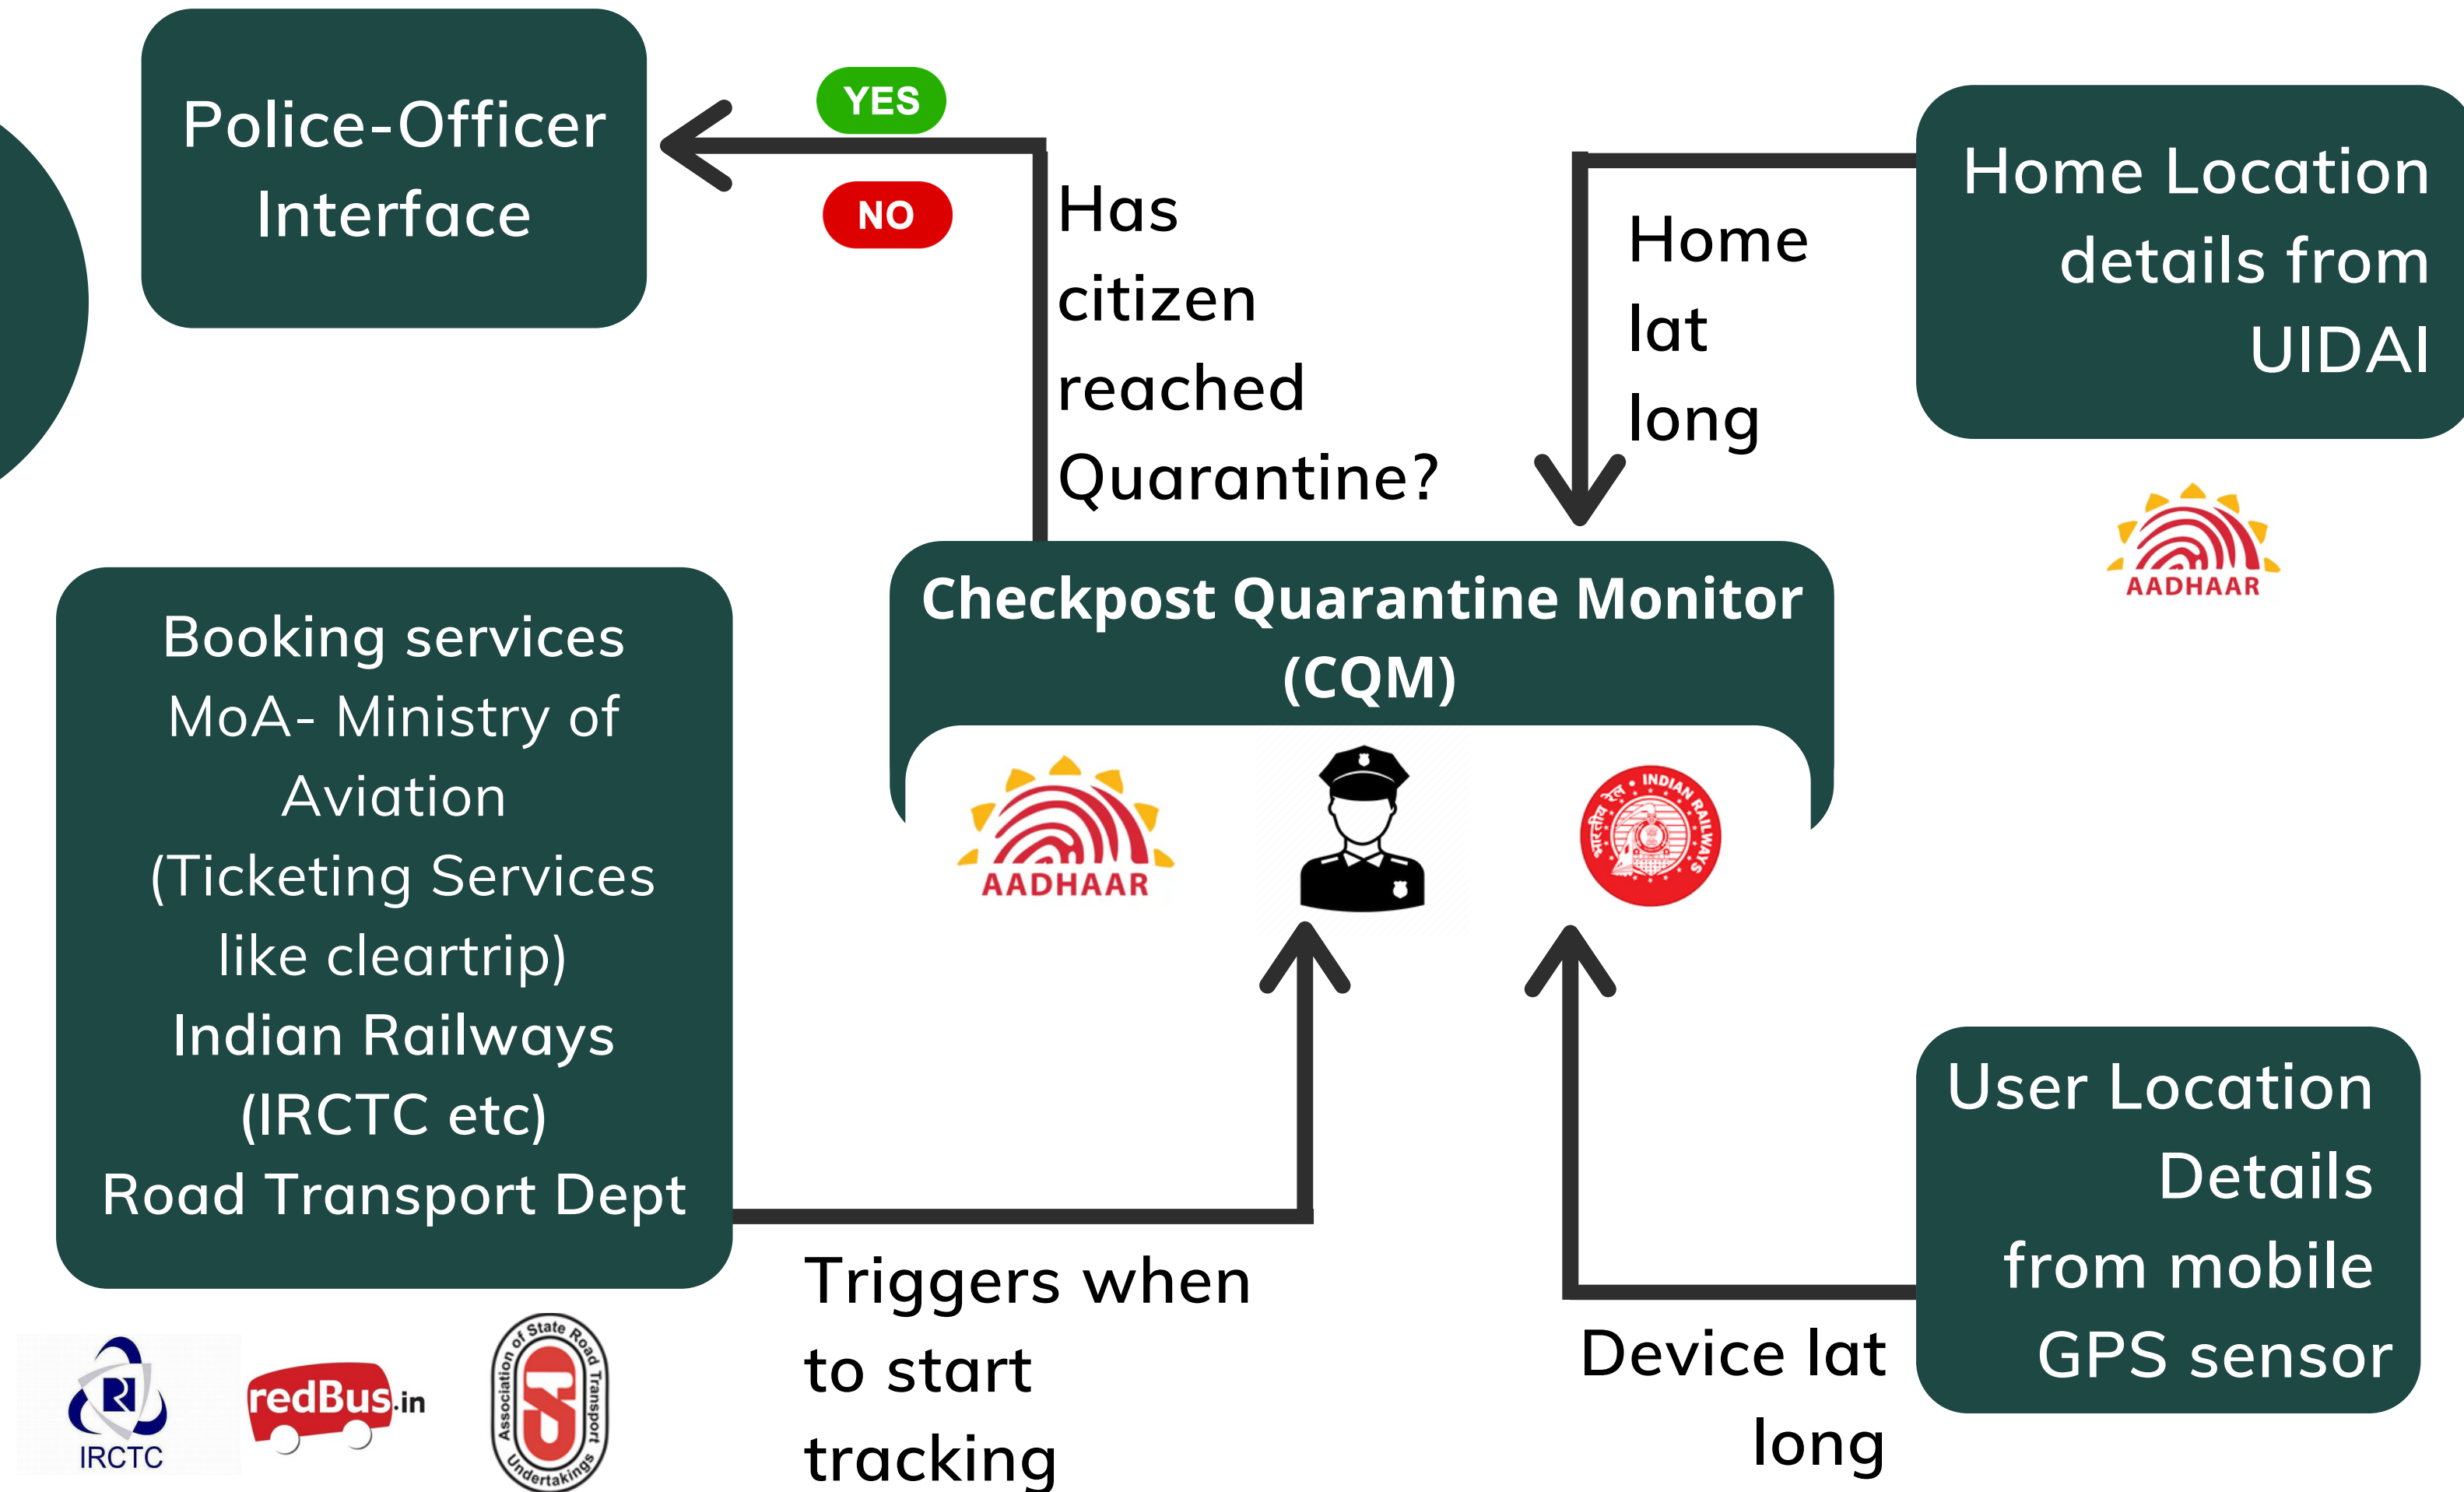 Police-Officer
Interface
YES
NO
Has
citizen
reached
Quarantine?
Home
lat
long
Home Location
details from
UIDAI
AADHAAR
Checkpost Quarantine Monitor
(CQM)
AADHAAR
भारतीय रेल • INDIAN RAILWAYS
Booking services
MoA- Ministry of
Aviation
(Ticketing Services
like cleartrip)
Indian Railways
(IRCTC etc)
Road Transport Dept
Triggers when
to start
tracking
User Location
Details
from mobile
GPS sensor
Device lat
long
IRCTC
redBus.in
Association of State Road Transport
Undertakings